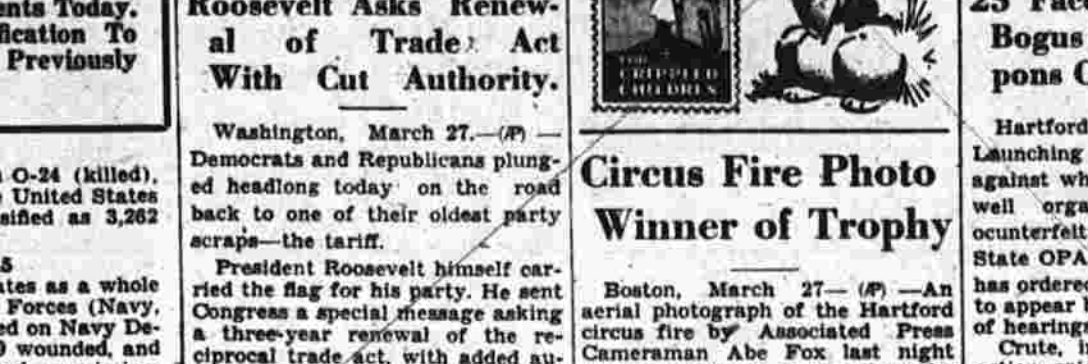 ents Today.
fication To
Previously
O-24 (killed),
United States
sified as 3,262
ates as a whole
Forces (Navy,
ed on Navy De-
wounded, and
Roosevelt Asks Renew-
al of Trade Act
With Cut Authority.
Washington, March 27.—(AP) —
Democrats and Republicans plung-
ed headlong today on the road
back to one of their oldest party
scraps—the tariff.
President Roosevelt himself car-
ried the flag for his party. He sent
Congress a special message asking
a three-year renewal of the re-
ciprocal trade act, with added au-
FOR
CRIPPLED
CHILDREN
Circus Fire Photo
Winner of Trophy
Boston, March 27—(AP)—An
aerial photograph of the Hartford
circus fire by Associated Press
Cameraman Abe Fox last night
Bogus
pons
Hartford
Launching
against wh
well orga
ocunterfeit
State OPA
has ordere
to appear
of hearing
Crute,